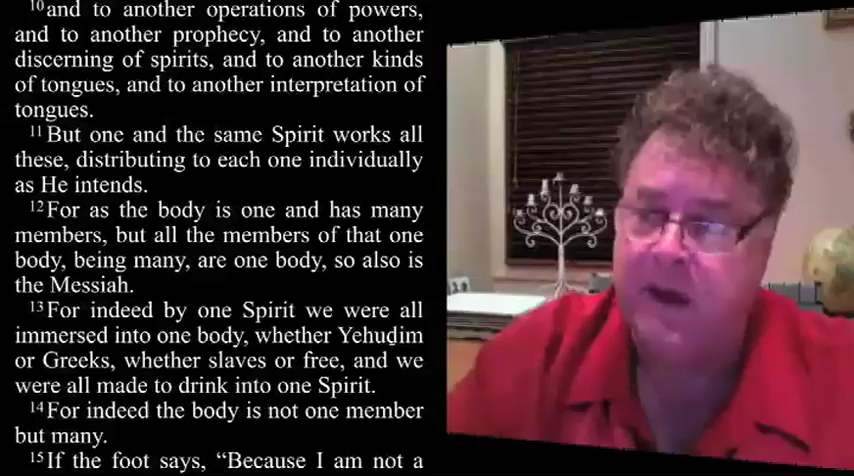 ¹⁰and to another operations of powers,
and to another prophecy, and to another
discerning of spirits, and to another kinds
of tongues, and to another interpretation of
tongues.
¹¹But one and the same Spirit works all
these, distributing to each one individually
as He intends.
¹²For as the body is one and has many
members, but all the members of that one
body, being many, are one body, so also is
the Messiah.
¹³For indeed by one Spirit we were all
immersed into one body, whether Yehuḏim
or Greeks, whether slaves or free, and we
were all made to drink into one Spirit.
¹⁴For indeed the body is not one member
but many.
¹⁵If the foot says, “Because I am not a